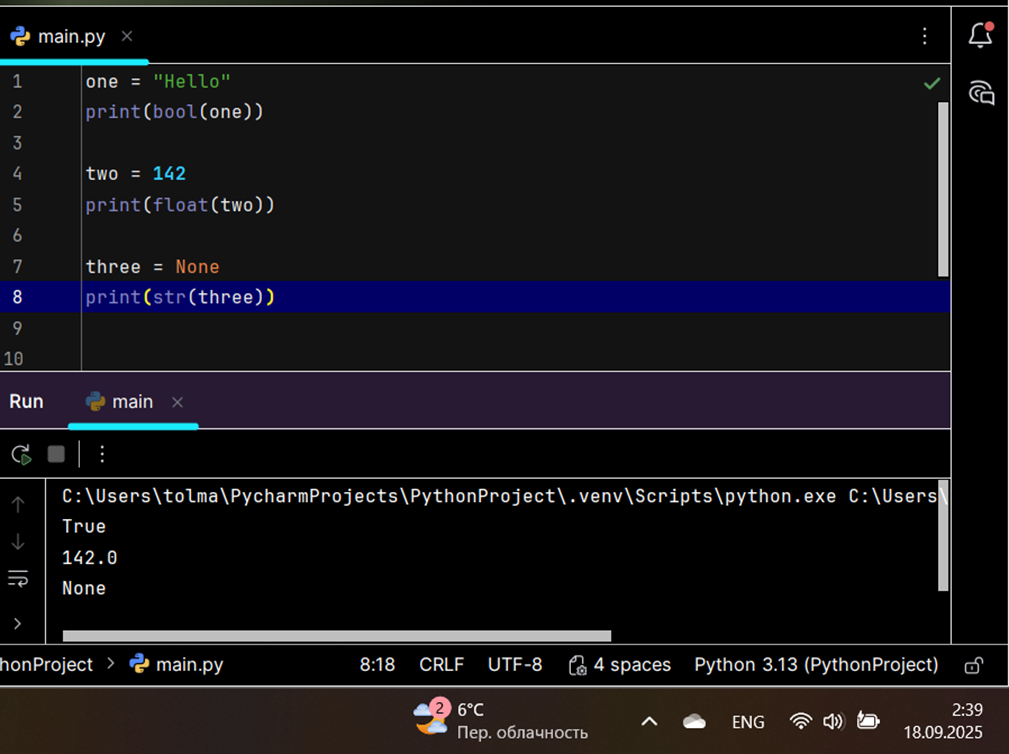 main.py
1 one = "Hello"
2 print(bool(one))
3
4 two = 142
5 print(float(two))
6
7 three = None
8 print(str(three))
9
10
Run main
C:\Users\tolma\PycharmProjects\PythonProject\.venv\Scripts\python.exe C:\Users\
True
142.0
None
honProject > main.py 8:18 CRLF UTF-8 4 spaces Python 3.13 (PythonProject)
2 6°C ENG 2:39
Пер. облачность 18.09.2025